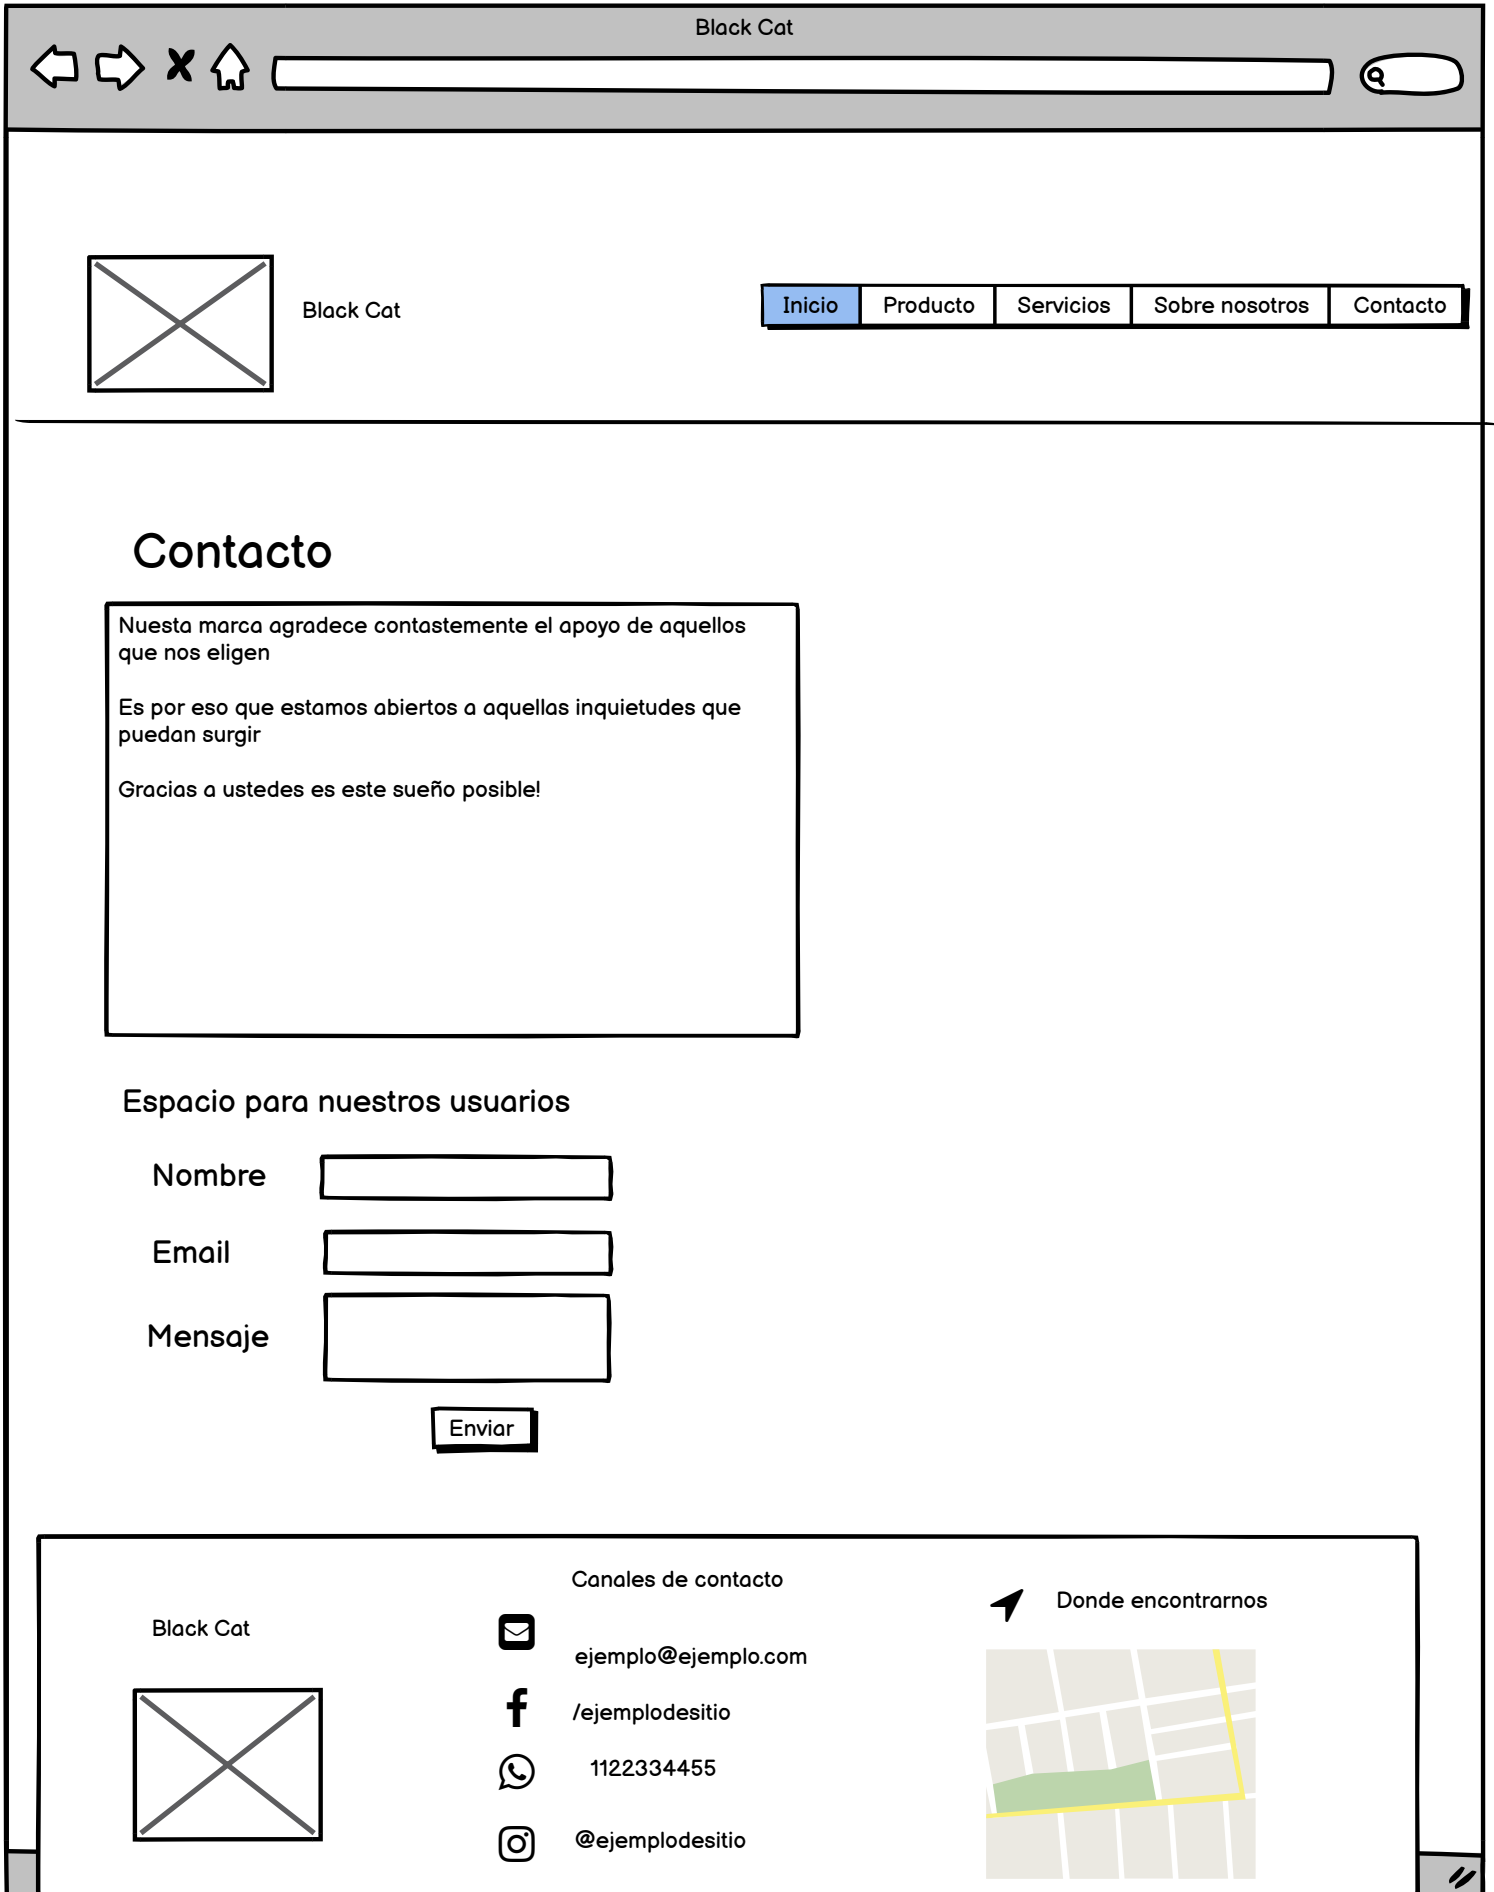 Black Cat
Black Cat
Inicio Producto Servicios Sobre nosotros Contacto
Contacto
Nuesta marca agradece contastemente el apoyo de aquellos
que nos eligen
Es por eso que estamos abiertos a aquellas inquietudes que
puedan surgir
Gracias a ustedes es este sueño posible!
Espacio para nuestros usuarios
Nombre
Email
Mensaje
Enviar
Black Cat
Canales de contacto
ejemplo@ejemplo.com
/ejemplodesitio
1122334455
@ejemplodesitio
Donde encontrarnos